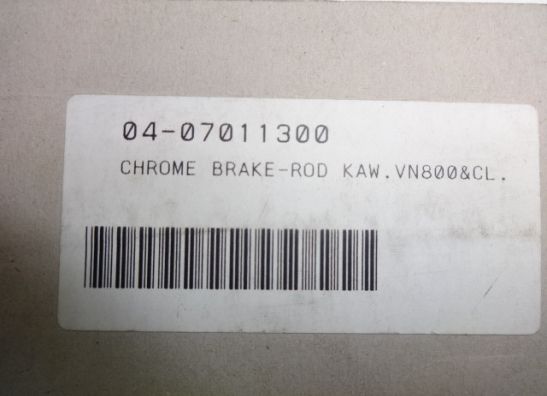 04-07011300
CHROME BRAKE-ROD KAW.VN800&CL.